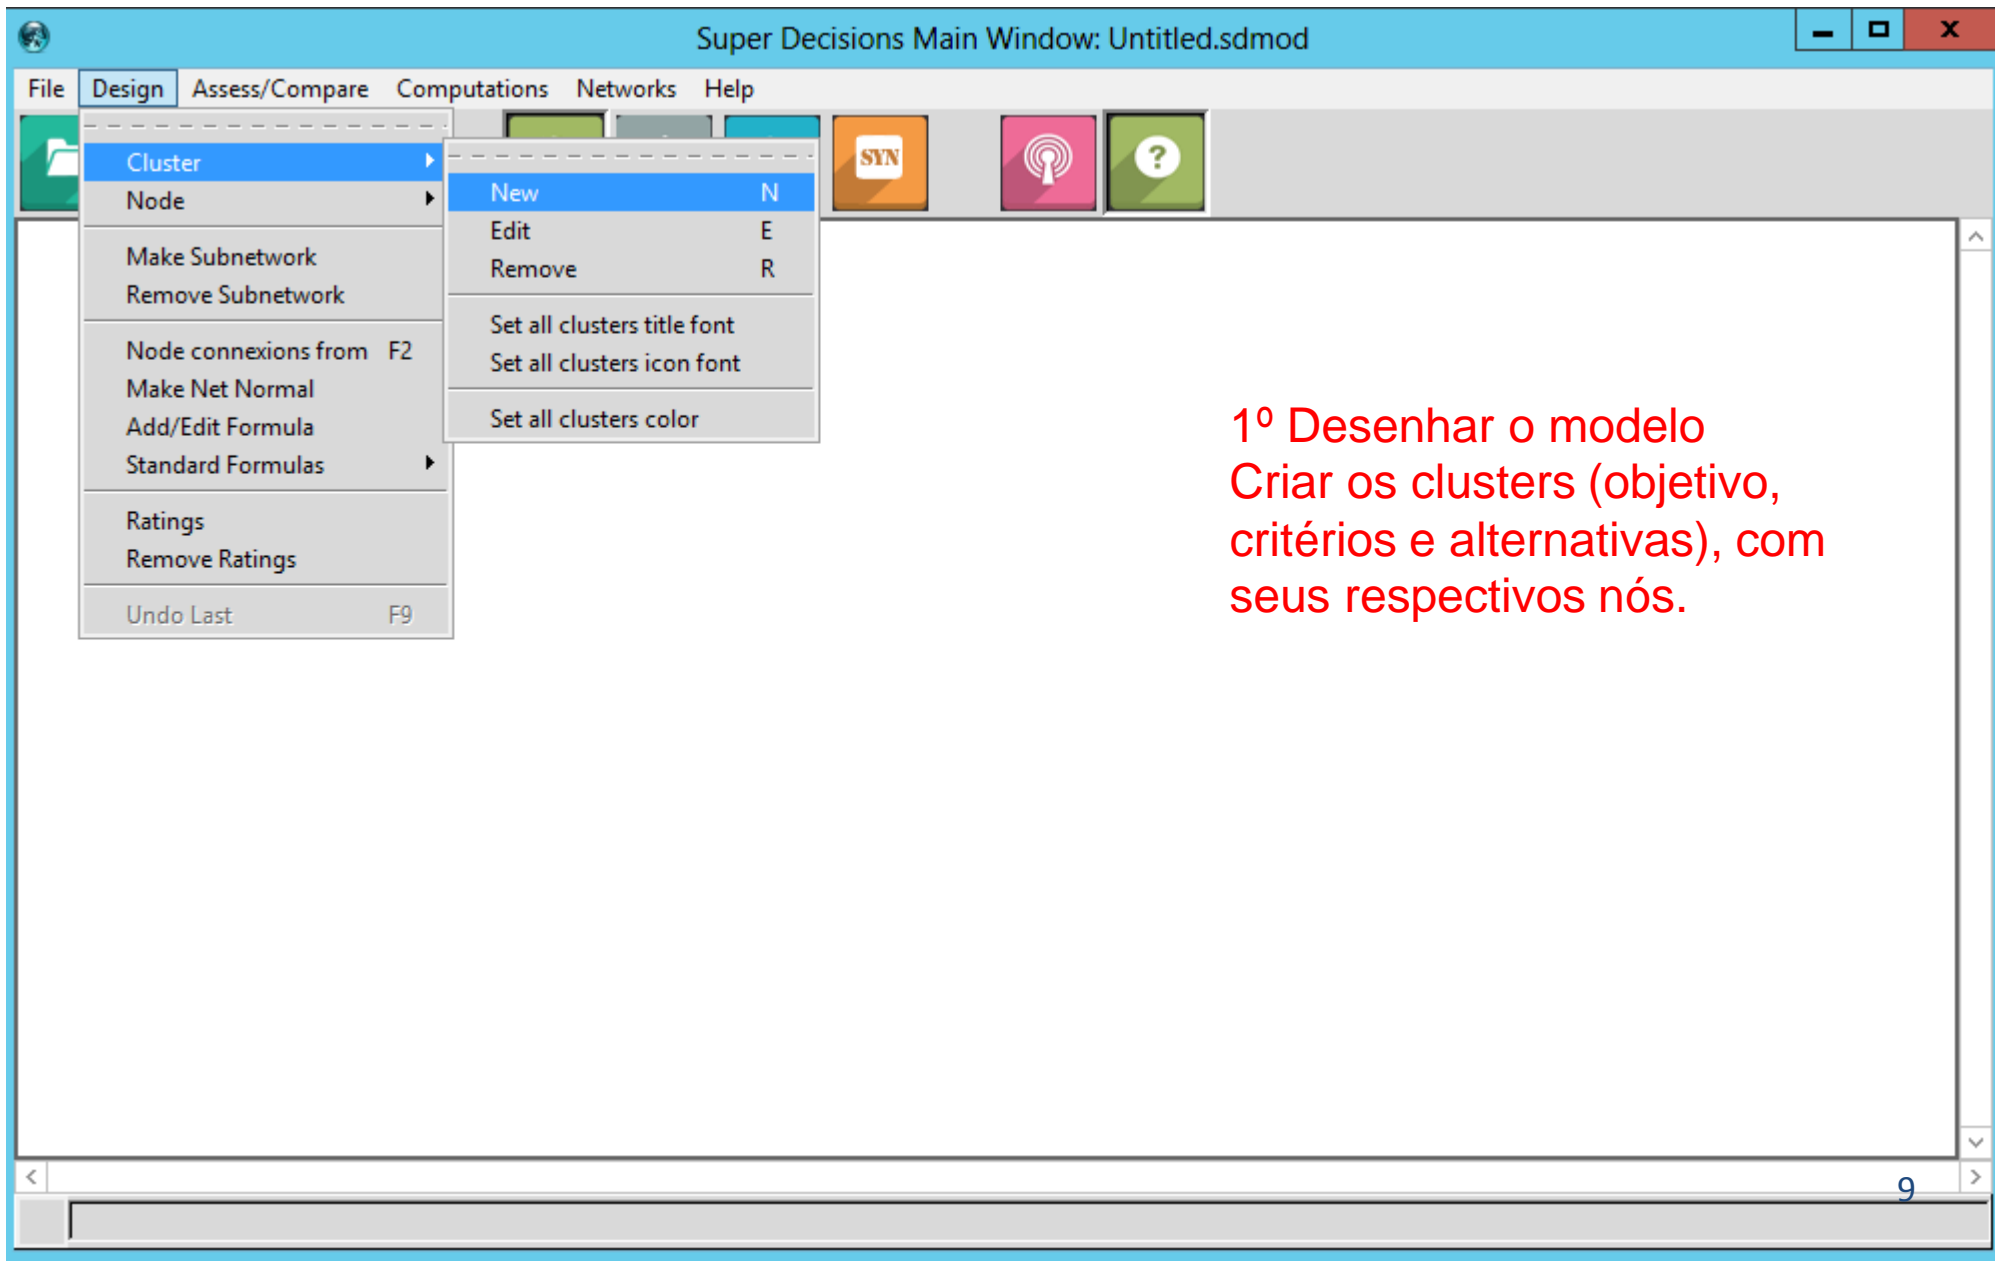 Super Decisions Main Window: Untitled.sdmod
File Design Assess/Compare Computations Networks Help
SYN
?
Cluster
Node
Make Subnetwork
Remove Subnetwork
Node connexions from F2
Make Net Normal
Add/Edit Formula
Standard Formulas
Ratings
Remove Ratings
Undo Last F9
New N
Edit E
Remove R
Set all clusters title font
Set all clusters icon font
Set all clusters color
1º Desenhar o modelo
Criar os clusters (objetivo,
critérios e alternativas), com
seus respectivos nós.
9